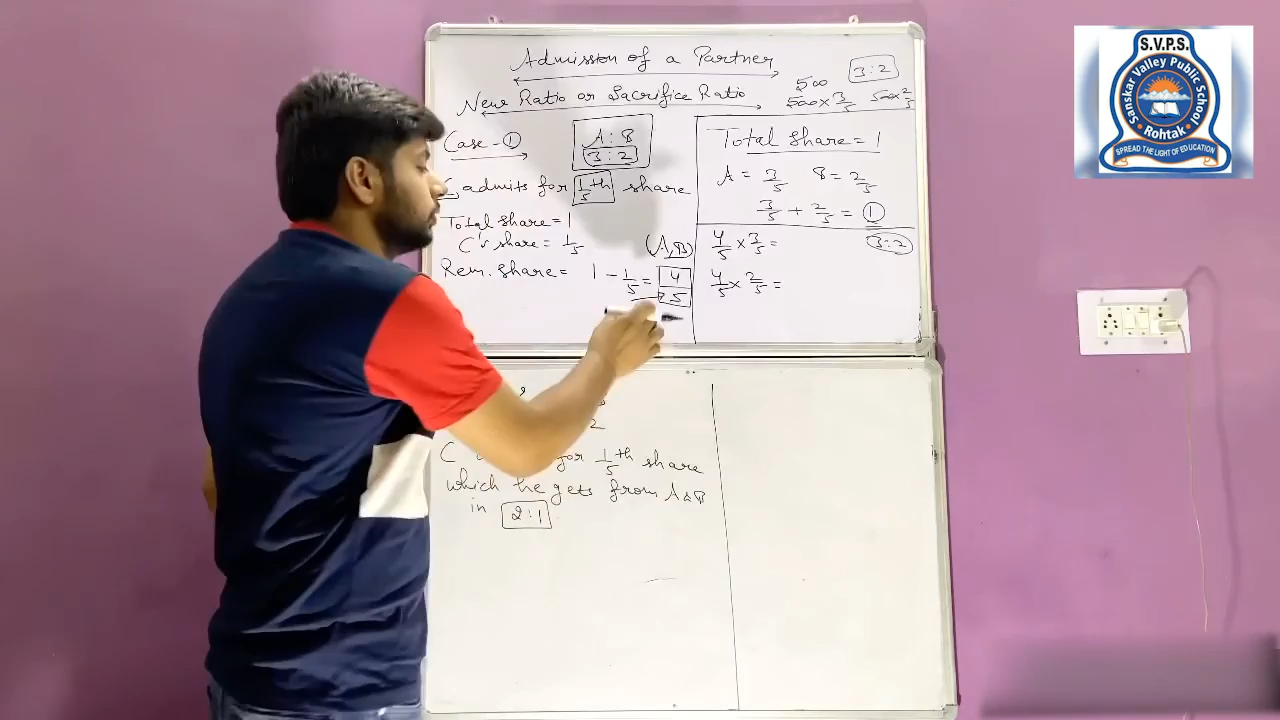 Admission of a Partner
New Ratio or Sacrifice Ratio
3:2
500
500 × 3/5 500 × 2/5
Case-①
A : B
3:2
C admits for 1/5th share
Total share = 1
C's share = 1/5
(A, B)
Rem. share = 1 - 1/5 = 4/5
Total Share = 1
A = 3/5 B = 2/5
3/5 + 2/5 = ①
4/5 × 3/5 =
3:2
4/5 × 2/5 =
2
C for 1/5th share
which he gets from A & B
in 2:1
S.V.P.S.
Sanskar Valley Public School
Rohtak
SPREAD THE LIGHT OF EDUCATION